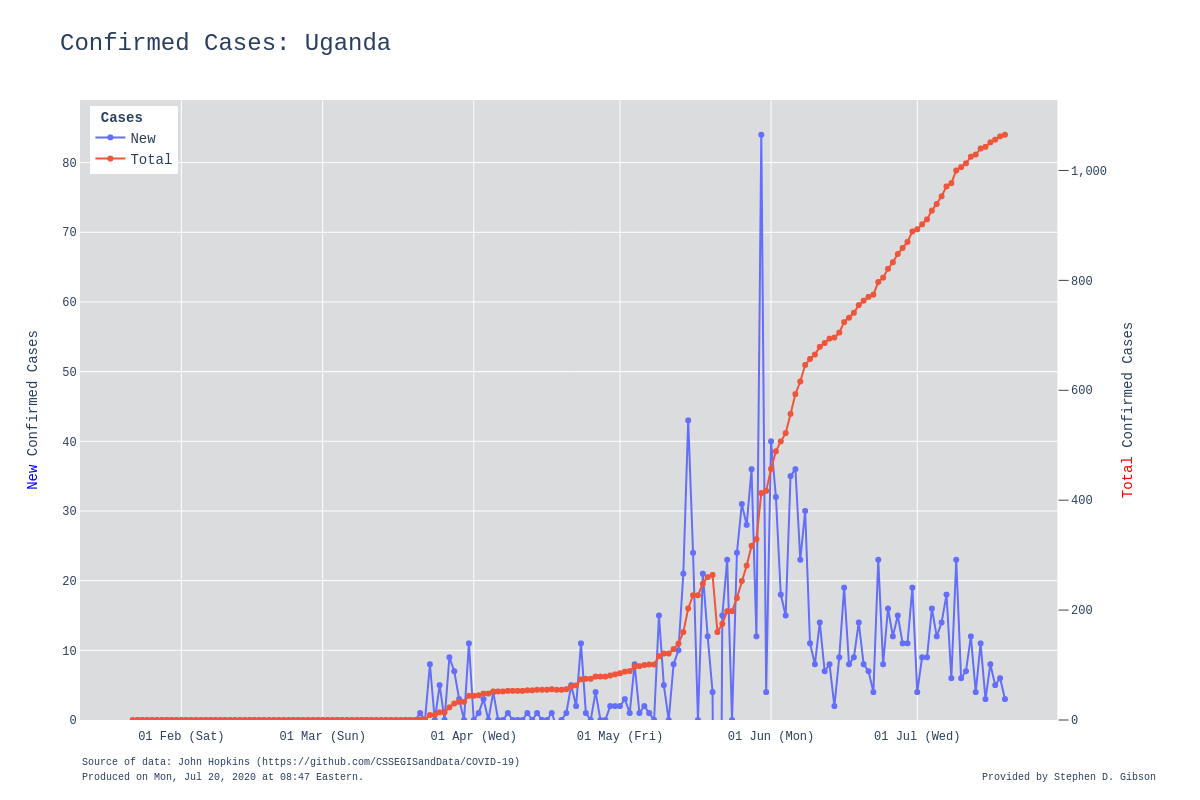 Confirmed Cases: Uganda
Cases
New
Total
80
70
60
50
40
30
20
10
0
New Confirmed Cases
1,000
800
600
400
200
0
Total Confirmed Cases
01 Feb (Sat)
01 Mar (Sun)
01 Apr (Wed)
01 May (Fri)
01 Jun (Mon)
01 Jul (Wed)
Source of data: John Hopkins (https://github.com/CSSEGISandData/COVID-19)
Produced on Mon, Jul 20, 2020 at 08:47 Eastern.
Provided by Stephen D. Gibson